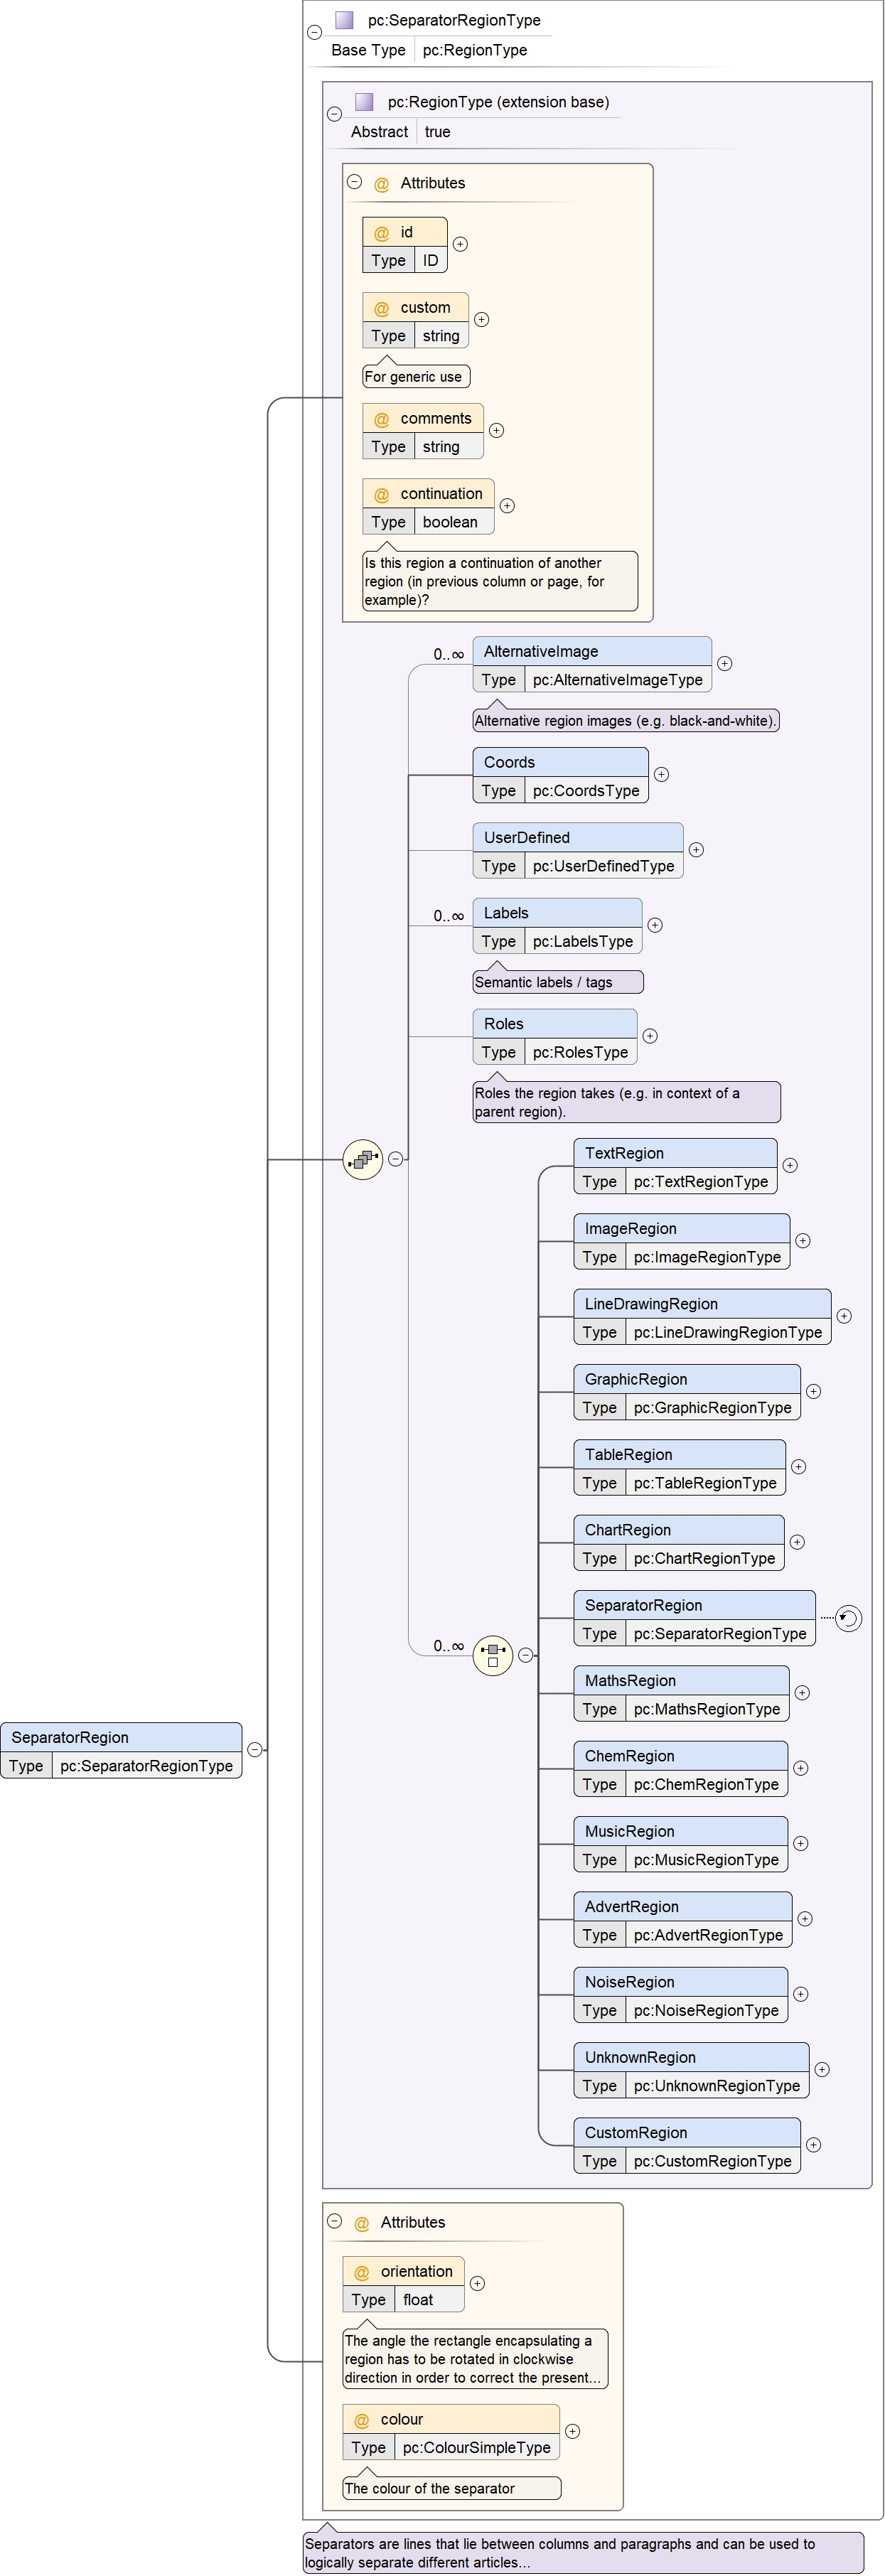 pc:SeparatorRegionType
Base Type pc:RegionType
pc:RegionType (extension base)
Abstract true
@ Attributes
@ id
Type ID
@ custom
Type string
For generic use
@ comments
Type string
@ continuation
Type boolean
Is this region a continuation of another
region (in previous column or page, for
example)?
0..∞
AlternativeImage
Type pc:AlternativeImageType
Alternative region images (e.g. black-and-white).
Coords
Type pc:CoordsType
UserDefined
Type pc:UserDefinedType
0..∞
Labels
Type pc:LabelsType
Semantic labels / tags
Roles
Type pc:RolesType
Roles the region takes (e.g. in context of a
parent region).
TextRegion
Type pc:TextRegionType
ImageRegion
Type pc:ImageRegionType
LineDrawingRegion
Type pc:LineDrawingRegionType
GraphicRegion
Type pc:GraphicRegionType
TableRegion
Type pc:TableRegionType
ChartRegion
Type pc:ChartRegionType
SeparatorRegion
Type pc:SeparatorRegionType
0..∞
MathsRegion
Type pc:MathsRegionType
SeparatorRegion
Type pc:SeparatorRegionType
ChemRegion
Type pc:ChemRegionType
MusicRegion
Type pc:MusicRegionType
AdvertRegion
Type pc:AdvertRegionType
NoiseRegion
Type pc:NoiseRegionType
UnknownRegion
Type pc:UnknownRegionType
CustomRegion
Type pc:CustomRegionType
@ Attributes
@ orientation
Type float
The angle the rectangle encapsulating a
region has to be rotated in clockwise
direction in order to correct the present...
@ colour
Type pc:ColourSimpleType
The colour of the separator
Separators are lines that lie between columns and paragraphs and can be used to
logically separate different articles...